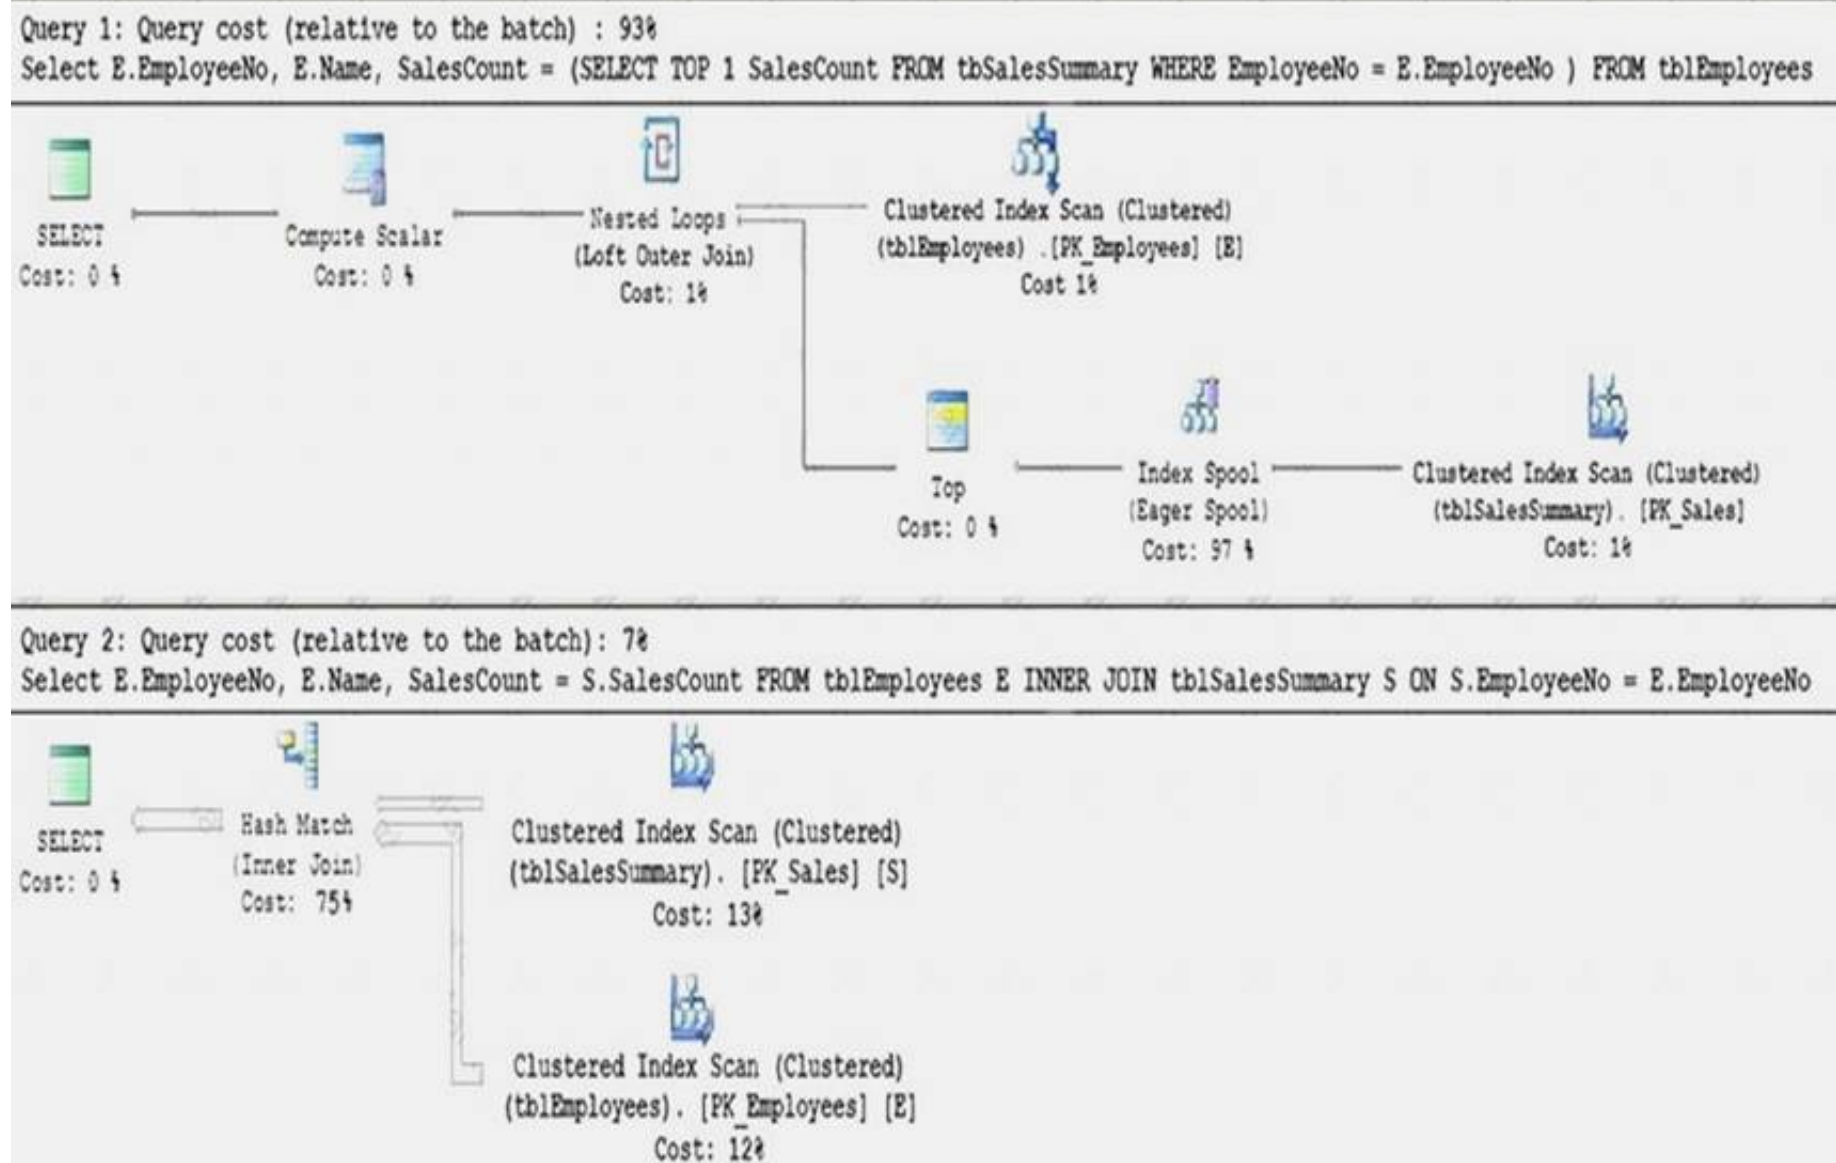 Query 1: Query cost (relative to the batch) : 93%
Select E.EmployeeNo, E.Name, SalesCount = (SELECT TOP 1 SalesCount FROM tbSalesSummary WHERE EmployeeNo = E.EmployeeNo ) FROM tblEmployees
SELECT
Cost: 0 %
Compute Scalar
Cost: 0 %
Nested Loops
(Loft Outer Join)
Cost: 1%
Clustered Index Scan (Clustered)
(tblEmployees) .[PK_Employees] [E]
Cost 1%
Top
Cost: 0 %
Index Spool
(Eager Spool)
Cost: 97 %
Clustered Index Scan (Clustered)
(tblSalesSummary). [PK_Sales]
Cost: 1%
Query 2: Query cost (relative to the batch): 7%
Select E.EmployeeNo, E.Name, SalesCount = S.SalesCount FROM tblEmployees E INNER JOIN tblSalesSummary S ON S.EmployeeNo = E.EmployeeNo
SELECT
Cost: 0 %
Hash Match
(Inner Join)
Cost: 75%
Clustered Index Scan (Clustered)
(tblSalesSummary). [PK_Sales] [S]
Cost: 13%
Clustered Index Scan (Clustered)
(tblEmployees). [PK_Employees] [E]
Cost: 12%